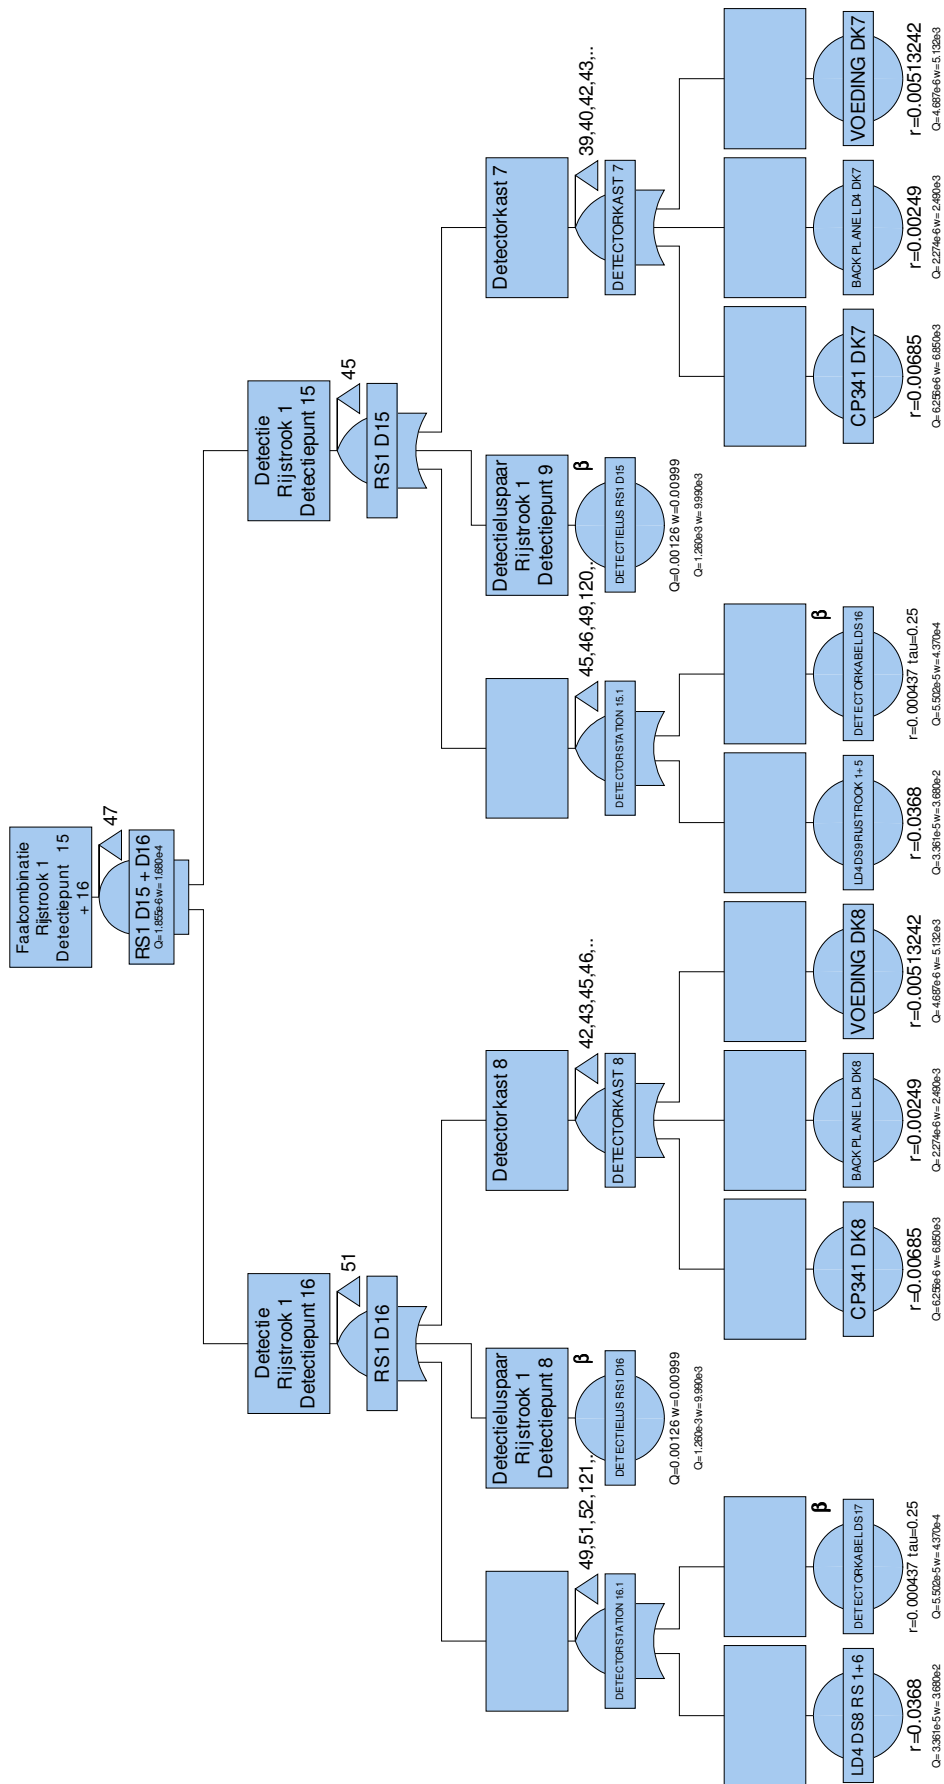 Faalcombinatie
Rijstrook 1
Detectiepunt 15
+ 16
47
RS1 D15 + D16
Q=1.855e-6 w=1.680e-4
Detectie
Rijstrook 1
Detectiepunt 16
51
RS1 D16
Detectie
Rijstrook 1
Detectiepunt 15
45
RS1 D15
49,51,52,121,..
DETECTORSTATION 16.1
Detectieluspaar
Rijstrook 1
Detectiepunt 8
β
DETECTIELUS RS1 D16
Q=0.00126 w=0.00999
Q=1.260e-3 w=9.990e-3
Detectorkast 8
42,43,45,46,..
DETECTORKAST 8
45,46,49,120,..
DETECTORSTATION 15.1
Detectieluspaar
Rijstrook 1
Detectiepunt 9
β
DETECTIELUS RS1 D15
Q=0.00126 w=0.00999
Q=1.260e-3 w=9.990e-3
Detectorkast 7
39,40,42,43,..
DETECTORKAST 7
LD4 DS8 RS 1+6
r=0.0368
Q=3.361e-5 w=3.680e-2
β
DETECTORKABEL DS17
r=0.000437 tau=0.25
Q=5.502e-5 w=4.370e-4
CP341 DK8
r=0.00685
Q=6.256e-6 w=6.850e-3
BACK PLANE LD4 DK8
r=0.00249
Q=2.274e-6 w=2.490e-3
VOEDING DK8
r=0.00513242
Q=4.687e-6 w=5.132e-3
LD4 DS9 RIJSTROOK 1+5
r=0.0368
Q=3.361e-5 w=3.680e-2
β
DETECTORKABEL DS16
r=0.000437 tau=0.25
Q=5.502e-5 w=4.370e-4
CP341 DK7
r=0.00685
Q=6.256e-6 w=6.850e-3
BACK PLANE LD4 DK7
r=0.00249
Q=2.274e-6 w=2.490e-3
VOEDING DK7
r=0.00513242
Q=4.687e-6 w=5.132e-3